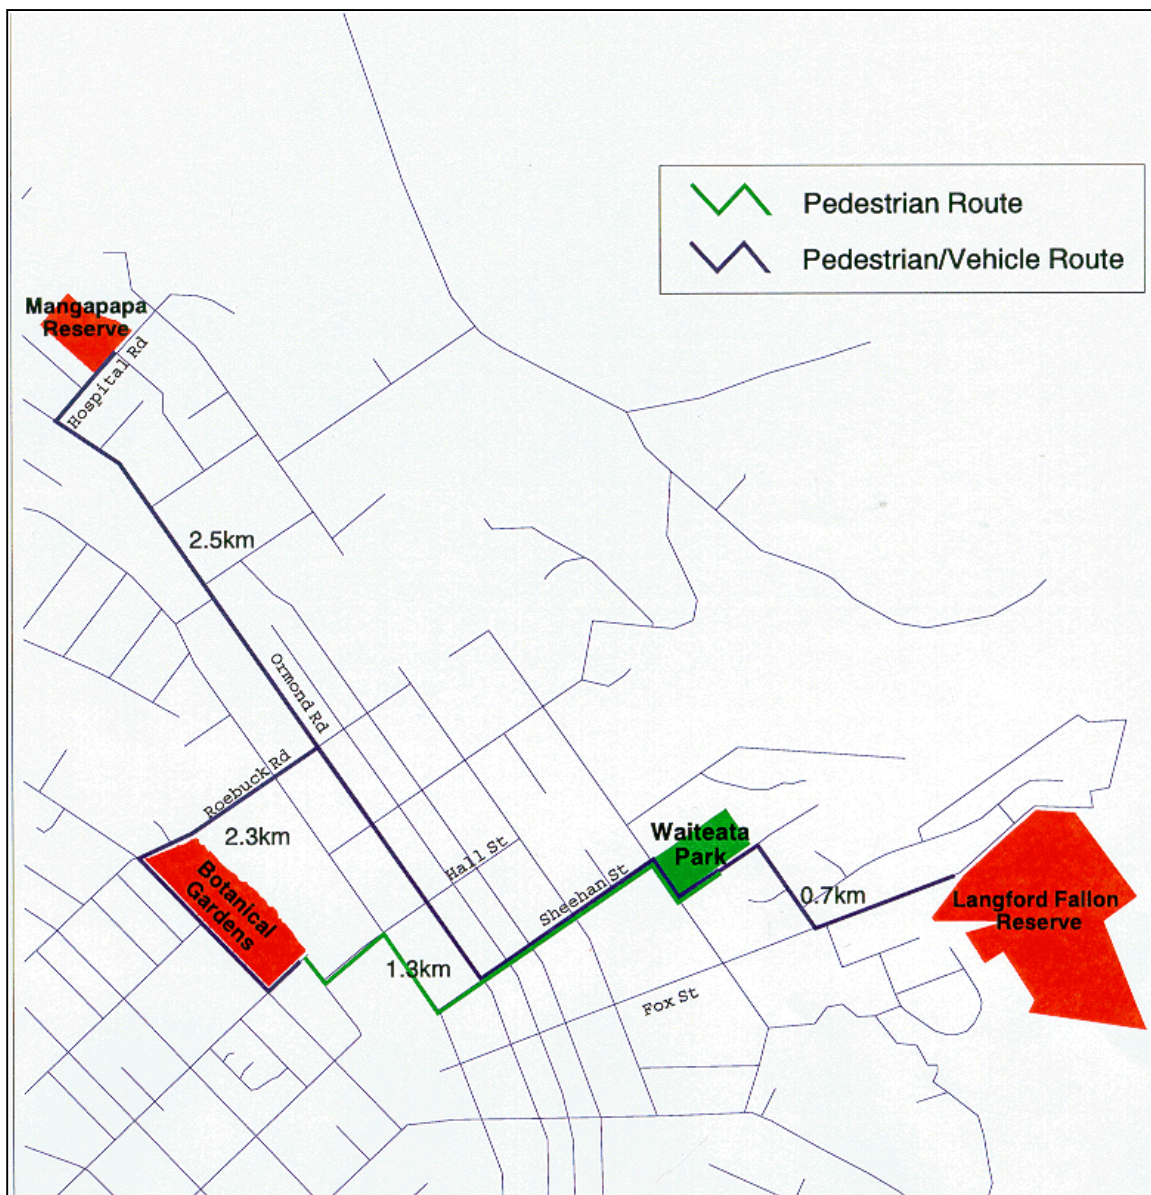 Pedestrian Route
Pedestrian/Vehicle Route
Mangapapa
Reserve
Hospital Rd
2.5km
Ormond Rd
Roebuck Rd
2.3km
Botanical
Gardens
Hall St
1.3km
Sheehan St
Waiteata
Park
0.7km
Langford Fallon
Reserve
Fox St